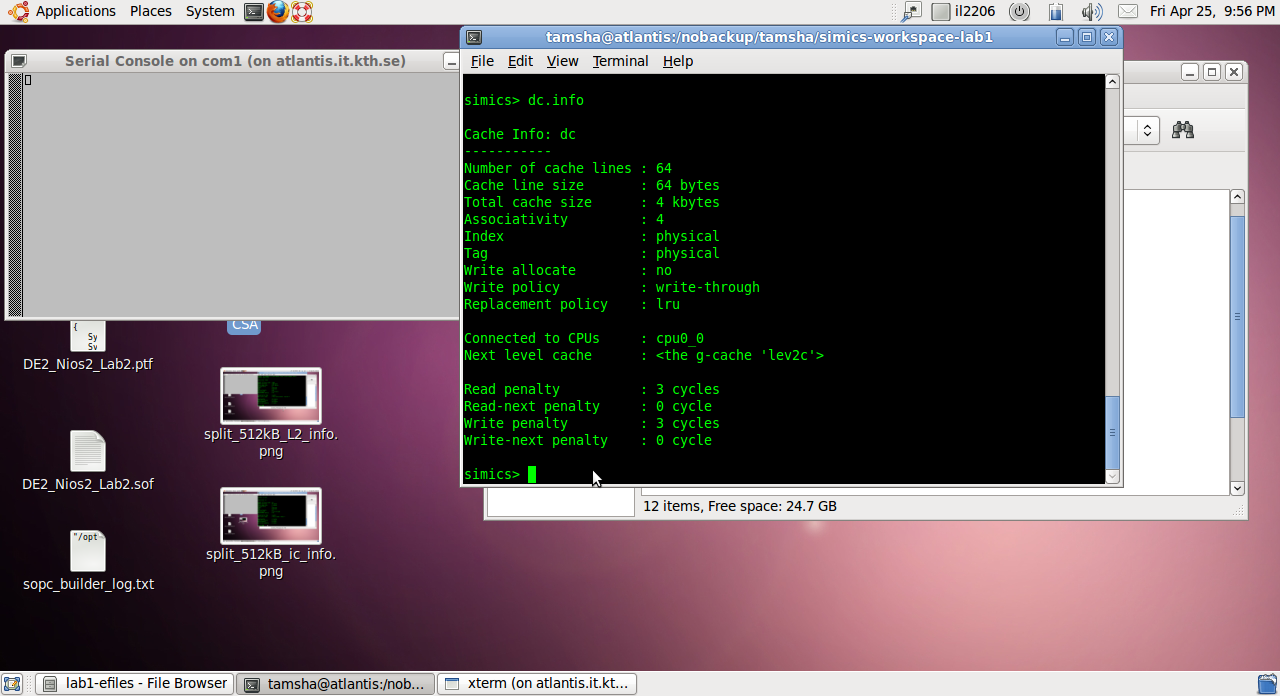 Applications Places System
il2206
Fri Apr 25, 9:56 PM
Serial Console on com1 (on atlantis.it.kth.se)
tamsha@atlantis:/nobackup/tamsha/simics-workspace-lab1
File Edit View Terminal Help
simics> dc.info
Cache Info: dc
-----------
Number of cache lines : 64
Cache line size : 64 bytes
Total cache size : 4 kbytes
Associativity : 4
Index : physical
Tag : physical
Write allocate : no
Write policy : write-through
Replacement policy : lru
Connected to CPUs : cpu0_0
Next level cache : <the g-cache 'lev2c'>
Read penalty : 3 cycles
Read-next penalty : 0 cycle
Write penalty : 3 cycles
Write-next penalty : 0 cycle
simics>
12 items, Free space: 24.7 GB
{
Sy
Sv
DE2_Nios2_Lab2.ptf
CSA
split_512kB_L2_info.
png
DE2_Nios2_Lab2.sof
split_512kB_ic_info.
png
"/opt
sopc_builder_log.txt
lab1-efiles - File Browser
tamsha@atlantis:/nob...
xterm (on atlantis.it.kt...